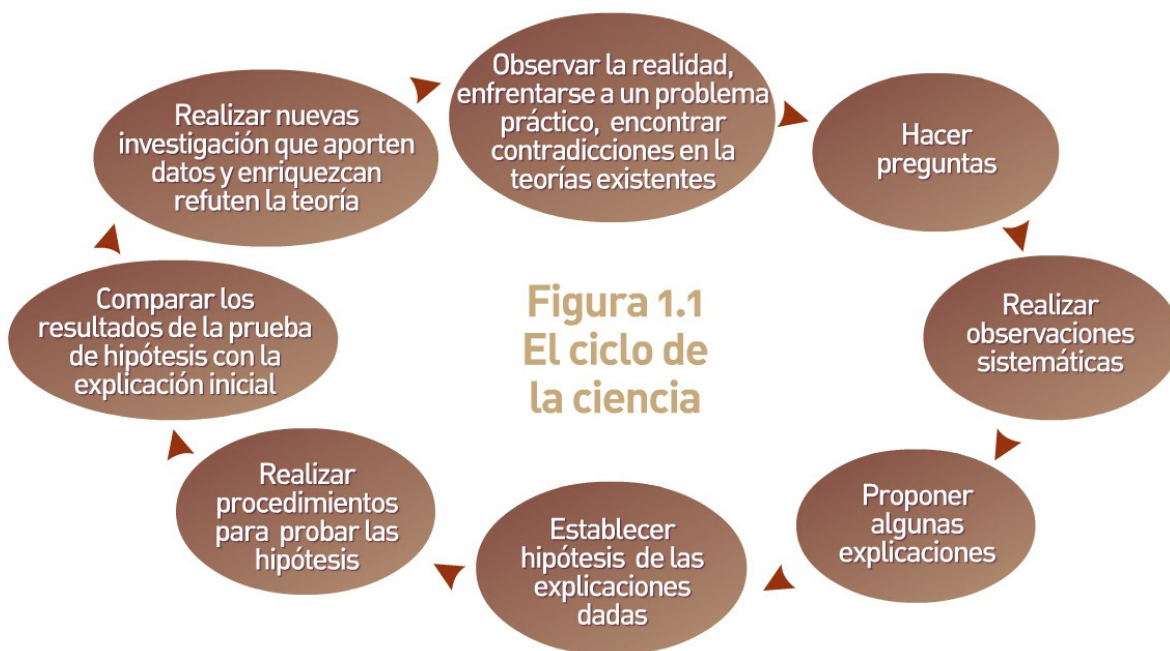 Observar la realidad,
enfrentarse a un problema
práctico, encontrar
contradicciones en la
teorías existentes
Hacer
preguntas
Realizar
observaciones
sistemáticas
Proponer
algunas
explicaciones
Establecer
hipótesis de las
explicaciones
dadas
Realizar
procedimientos
para probar las
hipótesis
Comparar los
resultados de la prueba
de hipótesis con la
explicación inicial
Realizar nuevas
investigación que aporten
datos y enriquezcan
refuten la teoría
Figura 1.1
El ciclo de
la ciencia